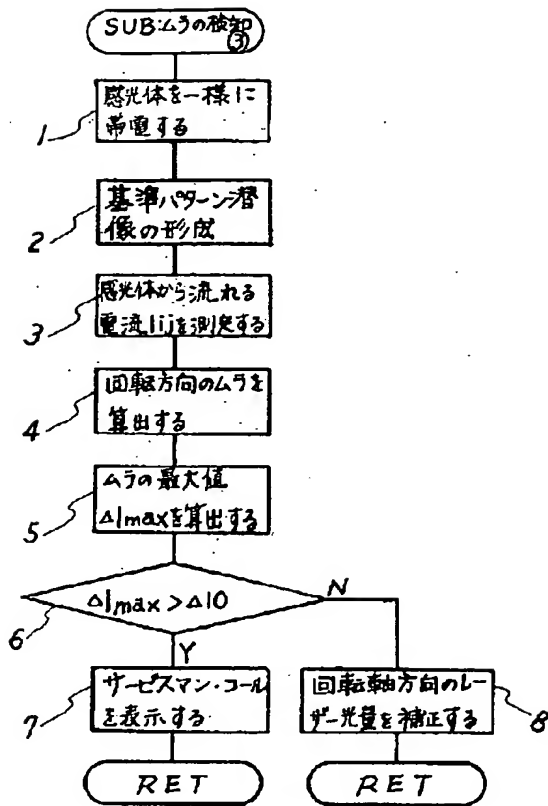 SUB:ムラの検知
③
感光体を一様に
帯電する
1
基準パターン潜
像の形成
2
感光体から流れる
電流Iijを測定する
3
回転方向のムラを
算出する
4
ムラの最大値
ΔImaxを算出する
5
ΔImax>ΔI0
N
6
Y
サービスマン・コール
を表示する
7
回転軸方向のレー
ザー光量を補正する
8
RET
RET